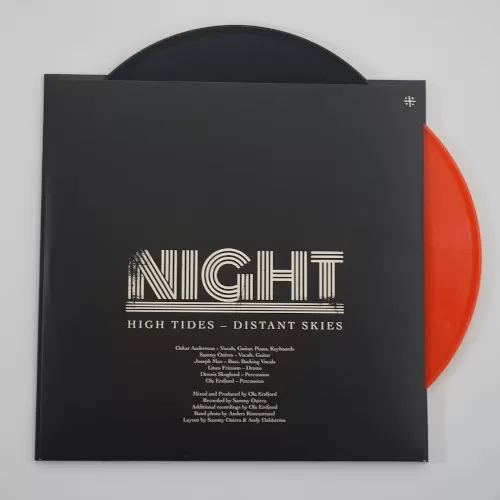 NIGHT
HIGH TIDES – DISTANT SKIES
Oskar Andersson – Vocals, Guitar, Piano, Keyboards
Sammy Ouirra – Vocals, Guitar
Joseph Max – Bass, Backing Vocals
Linus Fritzson – Drums
Dennis Skoglund – Percussion
Ola Ersfjord – Percussion
Mixed and Produced by Ola Ersfjord
Recorded by Sammy Ouirra
Additional recordings by Ola Ersfjord
Band photo by Anders
Layout by Sammy Ouirra & Andy Dahlström